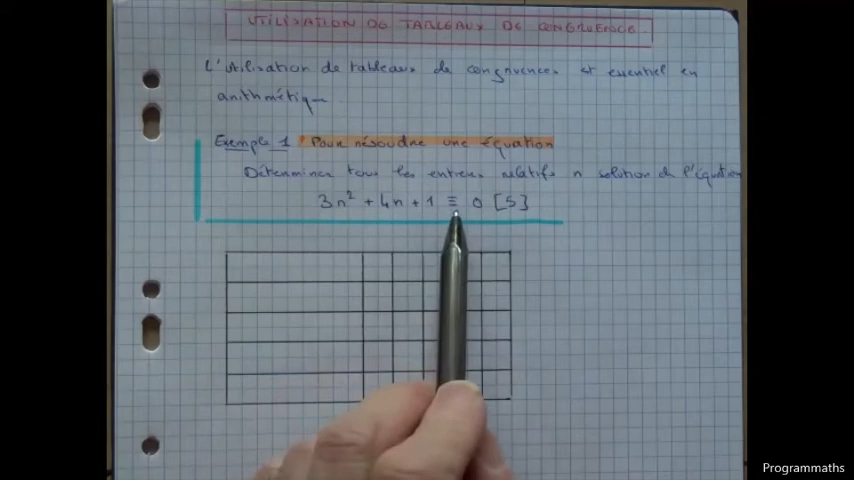 UTILISATION DE TABLEAUX DE CONGRUENCE
L'utilisation de tableaux de congruences est essentiel en
arithmétique.
Exemple 1 : Pour résoudre une équation
Déterminer tous les entiers relatifs n solution de l'équation
3n² + 4n + 1 ≡ 0 [5]
Programmaths